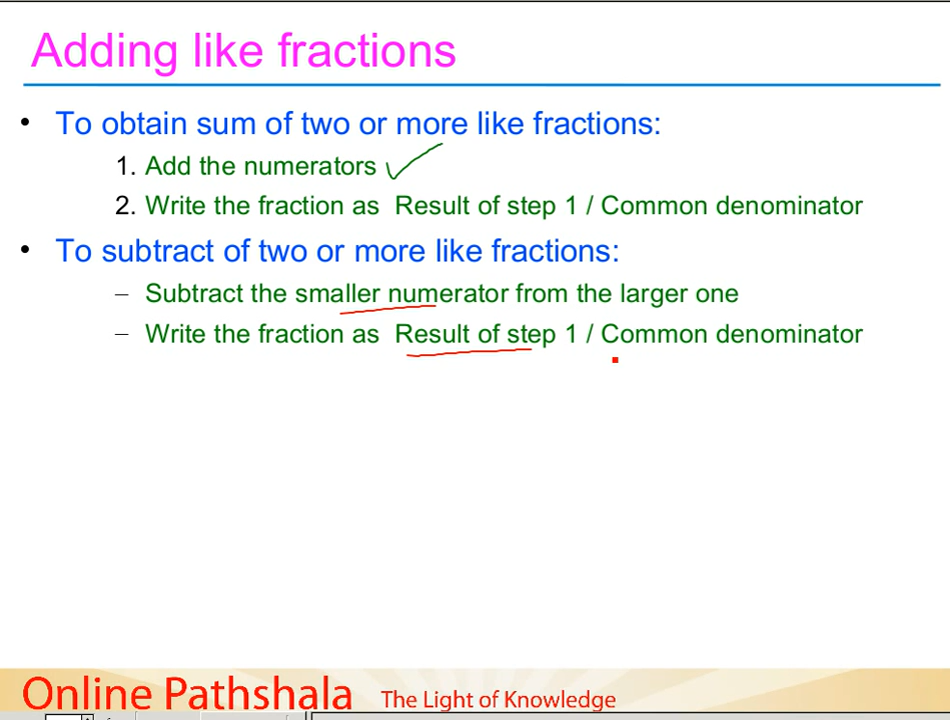 Adding like fractions
• To obtain sum of two or more like fractions:
1. Add the numerators
2. Write the fraction as Result of step 1 / Common denominator
• To subtract of two or more like fractions:
– Subtract the smaller numerator from the larger one
– Write the fraction as Result of step 1 / Common denominator
Online Pathshala The Light of Knowledge